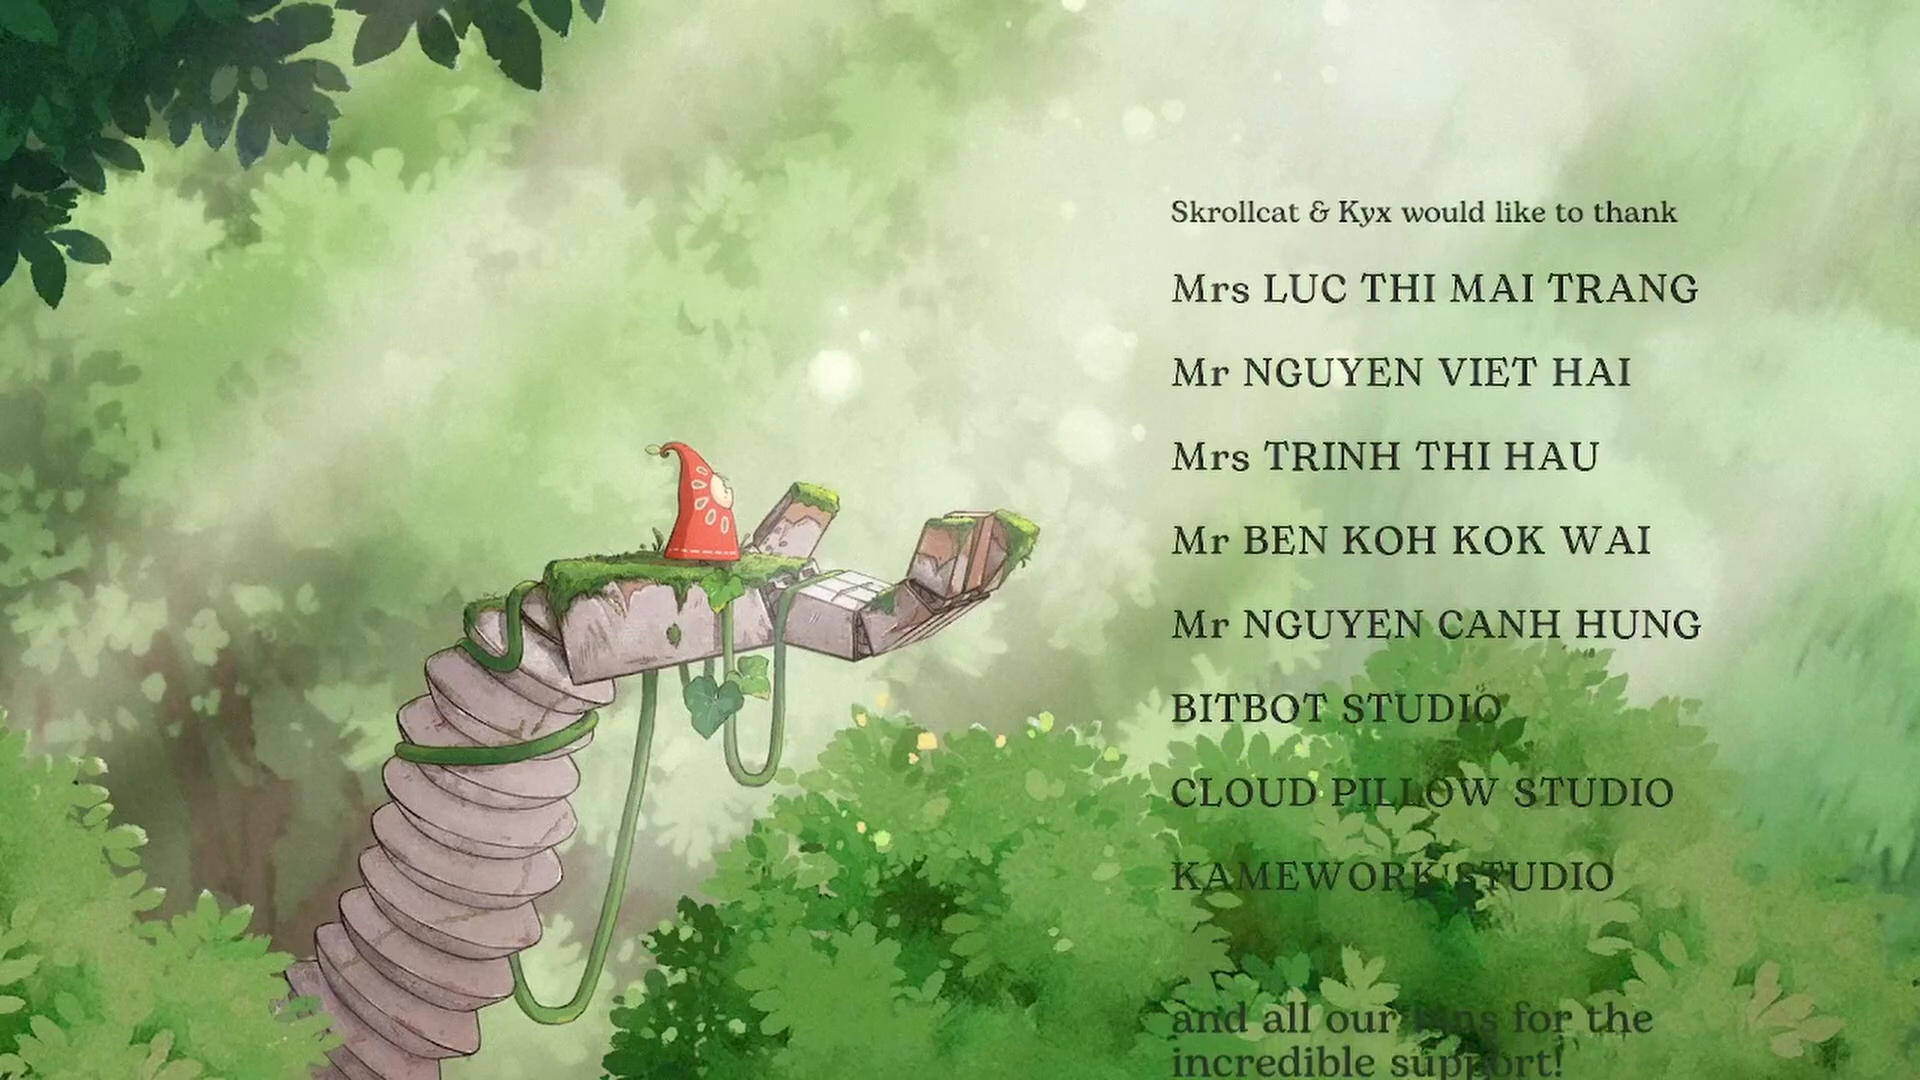 Skrollcat & Kyx would like to thank
Mrs LUC THI MAI TRANG
Mr NGUYEN VIET HAI
Mrs TRINH THI HAU
Mr BEN KOH KOK WAI
Mr NGUYEN CANH HUNG
BITBOT STUDIO
CLOUD PILLOW STUDIO
KAMEWORK STUDIO
and all our fans for the
incredible support!